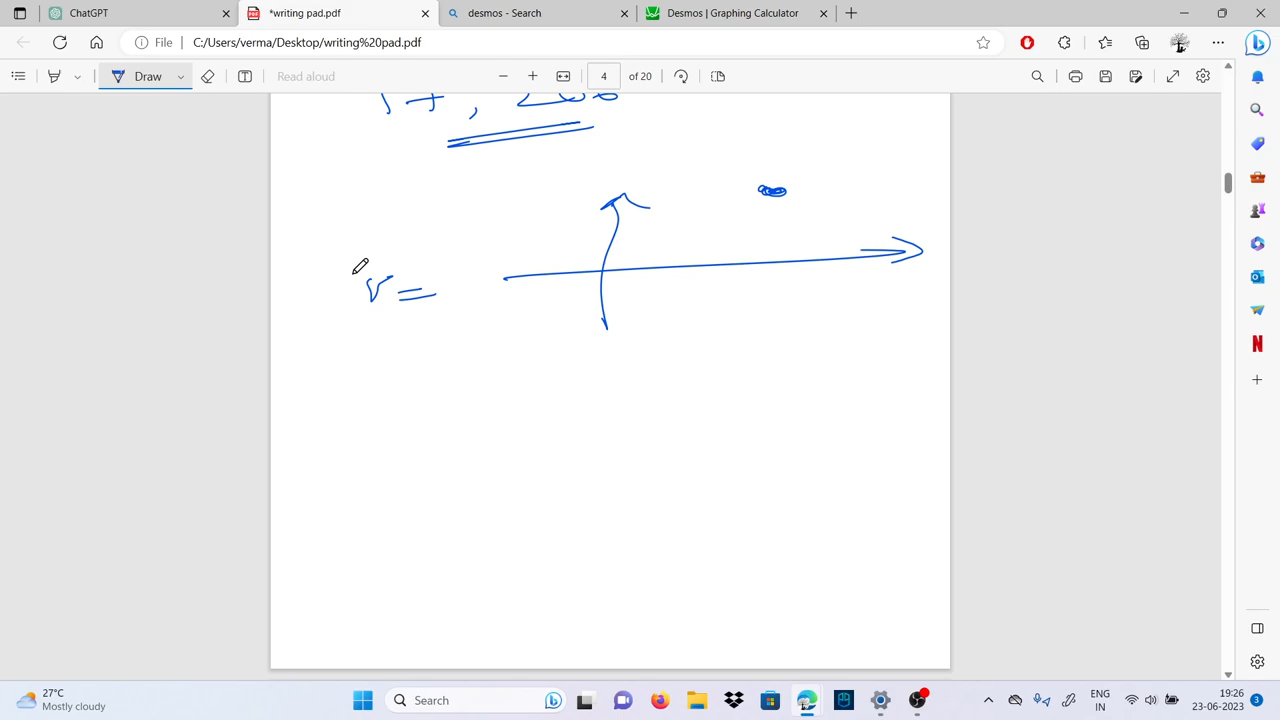 ChatGPT
*writing pad.pdf
desmos - Search
Desmos | Graphing Calculator
File
C:/Users/verma/Desktop/writing%20pad.pdf
Draw
Read aloud
4 of 20
r =
27°C
Mostly cloudy
Search
ENG
IN
19:26
23-06-2023
3